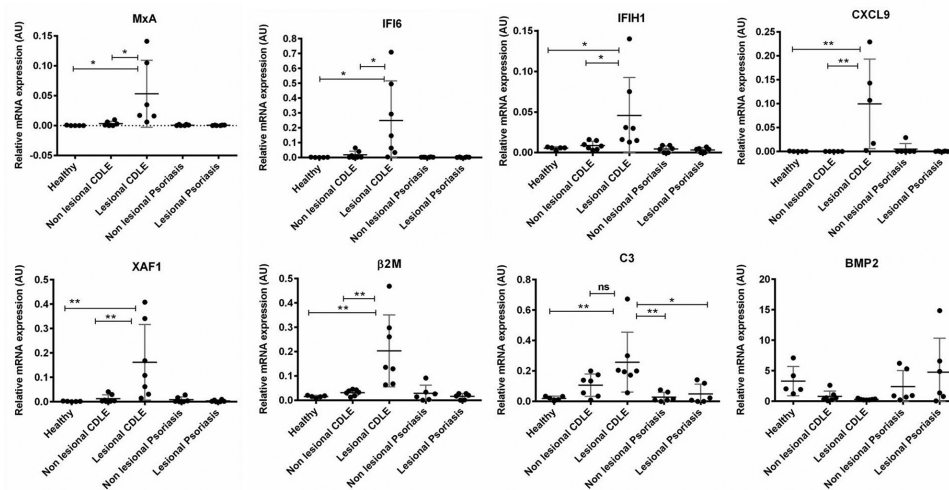 MxA
Relative mRNA expression (AU)
0.15
0.10
0.05
0.00
-0.05
*
*
Healthy
Non lesional CDLE
Lesional CDLE
Non lesional Psoriasis
Lesional Psoriasis
IFI6
Relative mRNA expression (AU)
0.8
0.7
0.6
0.5
0.4
0.3
0.2
0.1
0.0
*
*
Healthy
Non lesional CDLE
Lesional CDLE
Non lesional Psoriasis
Lesional Psoriasis
IFIH1
Relative mRNA expression (AU)
0.15
0.10
0.05
0.00
*
*
Healthy
Non lesional CDLE
Lesional CDLE
Non lesional Psoriasis
Lesional Psoriasis
CXCL9
Relative mRNA expression (AU)
0.25
0.20
0.15
0.10
0.05
0.00
**
**
Healthy
Non lesional CDLE
Lesional CDLE
Non lesional Psoriasis
Lesional Psoriasis
XAF1
Relative mRNA expression (AU)
0.5
0.4
0.3
0.2
0.1
0.0
**
**
Healthy
Non lesional CDLE
Lesional CDLE
Non lesional Psoriasis
Lesional Psoriasis
β2M
Relative mRNA expression (AU)
0.5
0.4
0.3
0.2
0.1
0.0
**
**
Healthy
Non lesional CDLE
Lesional CDLE
Non lesional Psoriasis
Lesional Psoriasis
C3
Relative mRNA expression (AU)
0.8
0.6
0.4
0.2
0.0
ns
**
*
**
Healthy
Non lesional CDLE
Lesional CDLE
Non lesional Psoriasis
Lesional Psoriasis
BMP2
Relative mRNA expression (AU)
20
15
10
5
0
Healthy
Non lesional CDLE
Lesional CDLE
Non lesional Psoriasis
Lesional Psoriasis